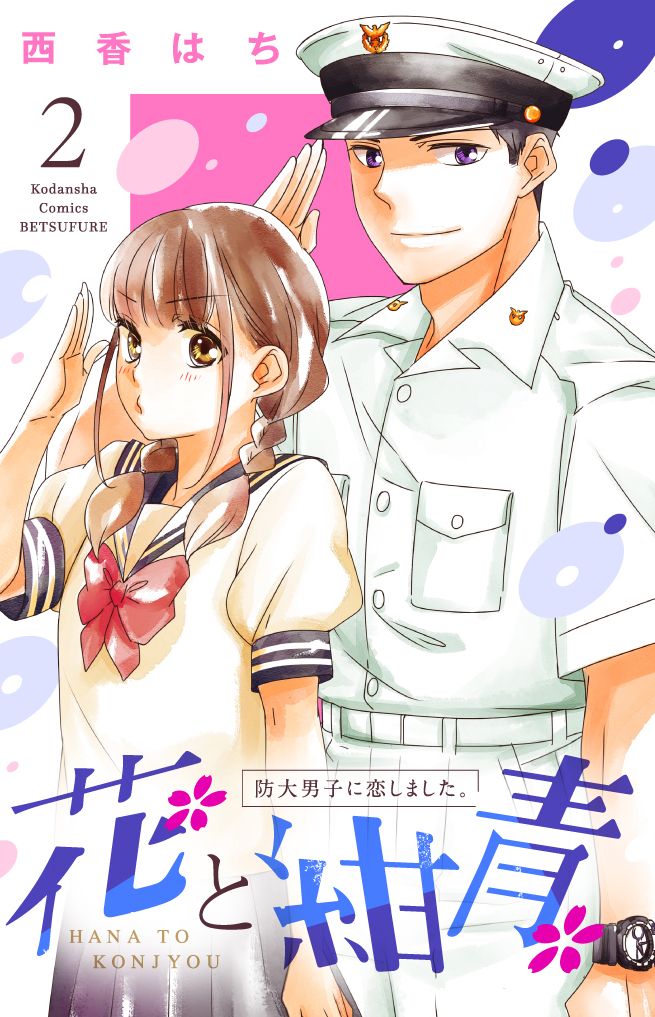 西香はち
2
Kodansha
Comics
BETSUFURE
防大男子に恋しました。
花と紺青
HANA TO
KONJYOU